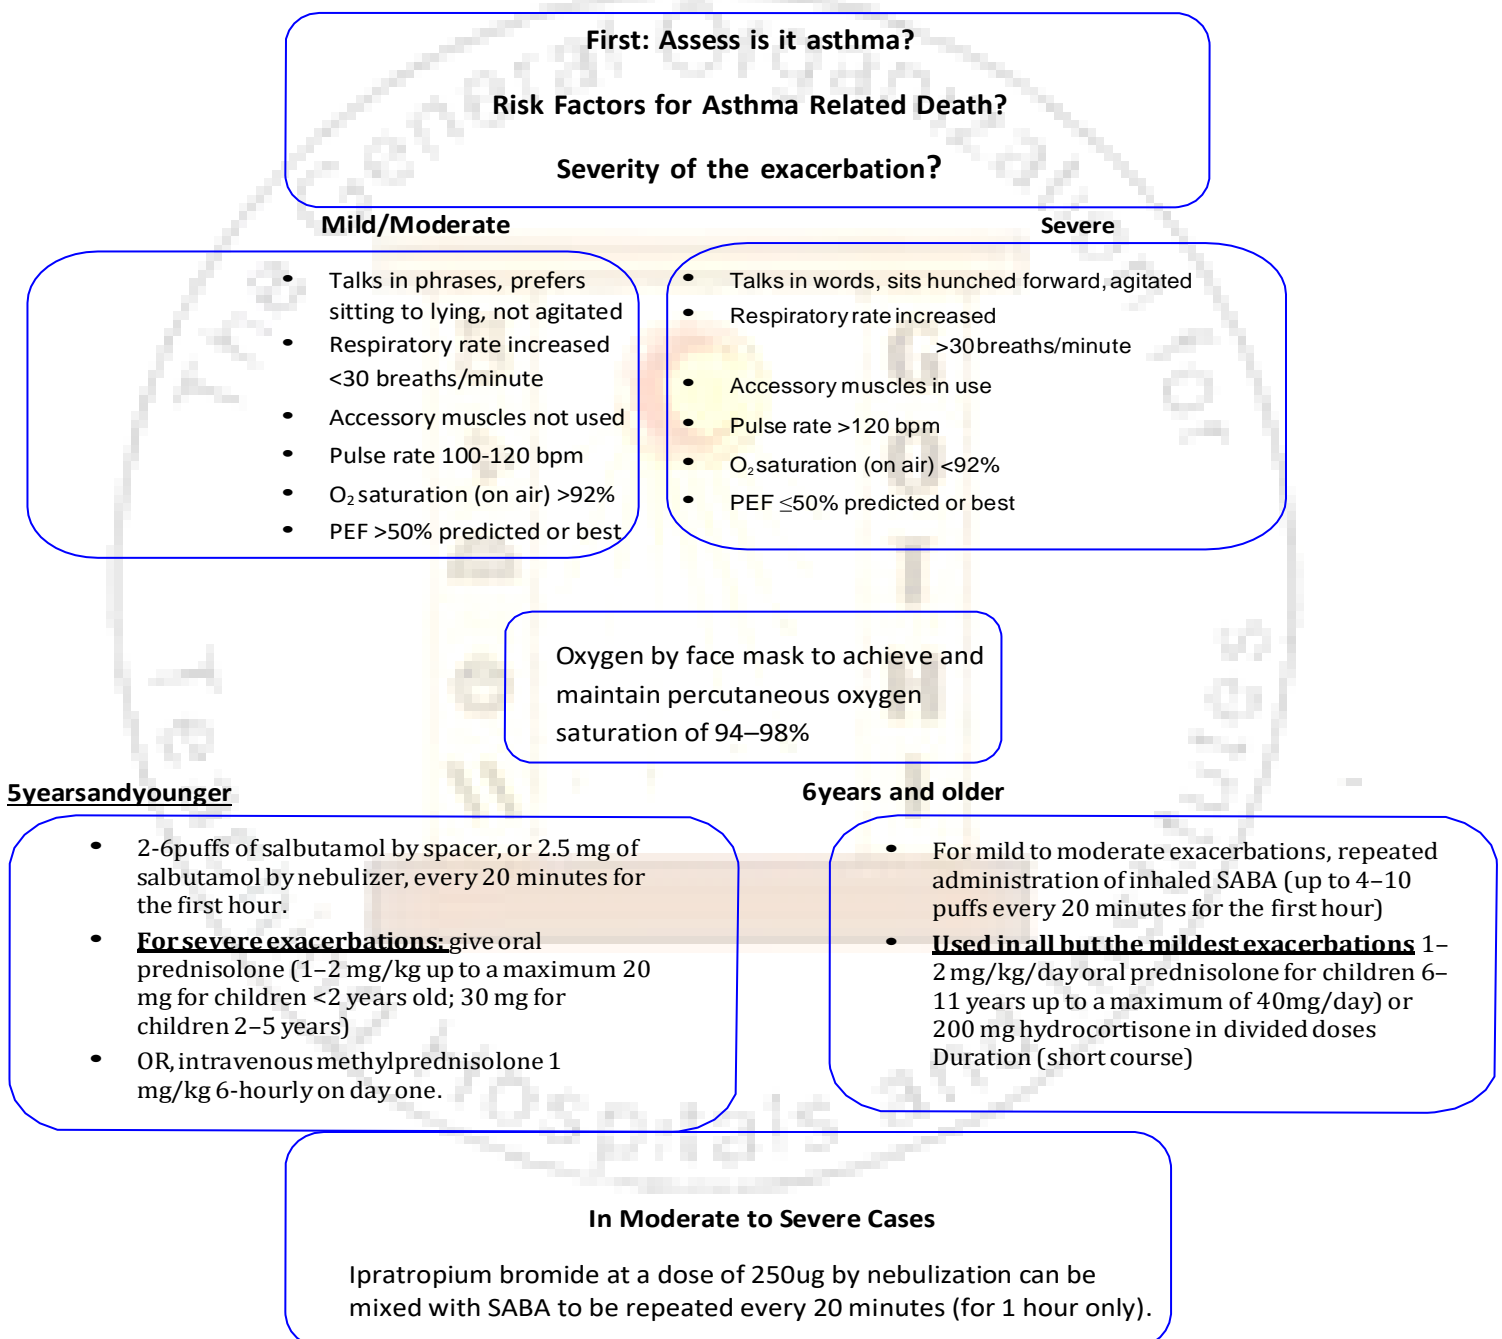 First: Assess is it asthma?
Risk Factors for Asthma Related Death?
Severity of the exacerbation?
Mild/Moderate
• Talks in phrases, prefers
sitting to lying, not agitated
• Respiratory rate increased
<30 breaths/minute
• Accessory muscles not used
• Pulse rate 100-120 bpm
• O₂ saturation (on air) >92%
• PEF >50% predicted or best
Severe
• Talks in words, sits hunched forward, agitated
• Respiratory rate increased
>30 breaths/minute
• Accessory muscles in use
• Pulse rate >120 bpm
• O₂ saturation (on air) <92%
• PEF ≤50% predicted or best
Oxygen by face mask to achieve and
maintain percutaneous oxygen
saturation of 94–98%
5yearsandyounger
• 2-6puffs of salbutamol by spacer, or 2.5 mg of
salbutamol by nebulizer, every 20 minutes for
the first hour.
• For severe exacerbations: give oral
prednisolone (1–2 mg/kg up to a maximum 20
mg for children <2 years old; 30 mg for
children 2–5 years)
• OR, intravenous methylprednisolone 1
mg/kg 6-hourly on day one.
6years and older
• For mild to moderate exacerbations, repeated
administration of inhaled SABA (up to 4–10
puffs every 20 minutes for the first hour)
• Used in all but the mildest exacerbations 1–
2 mg/kg/day oral prednisolone for children 6–
11 years up to a maximum of 40mg/day) or
200 mg hydrocortisone in divided doses
Duration (short course)
In Moderate to Severe Cases
Ipratropium bromide at a dose of 250ug by nebulization can be
mixed with SABA to be repeated every 20 minutes (for 1 hour only).
The General Organization for
Hospitals and